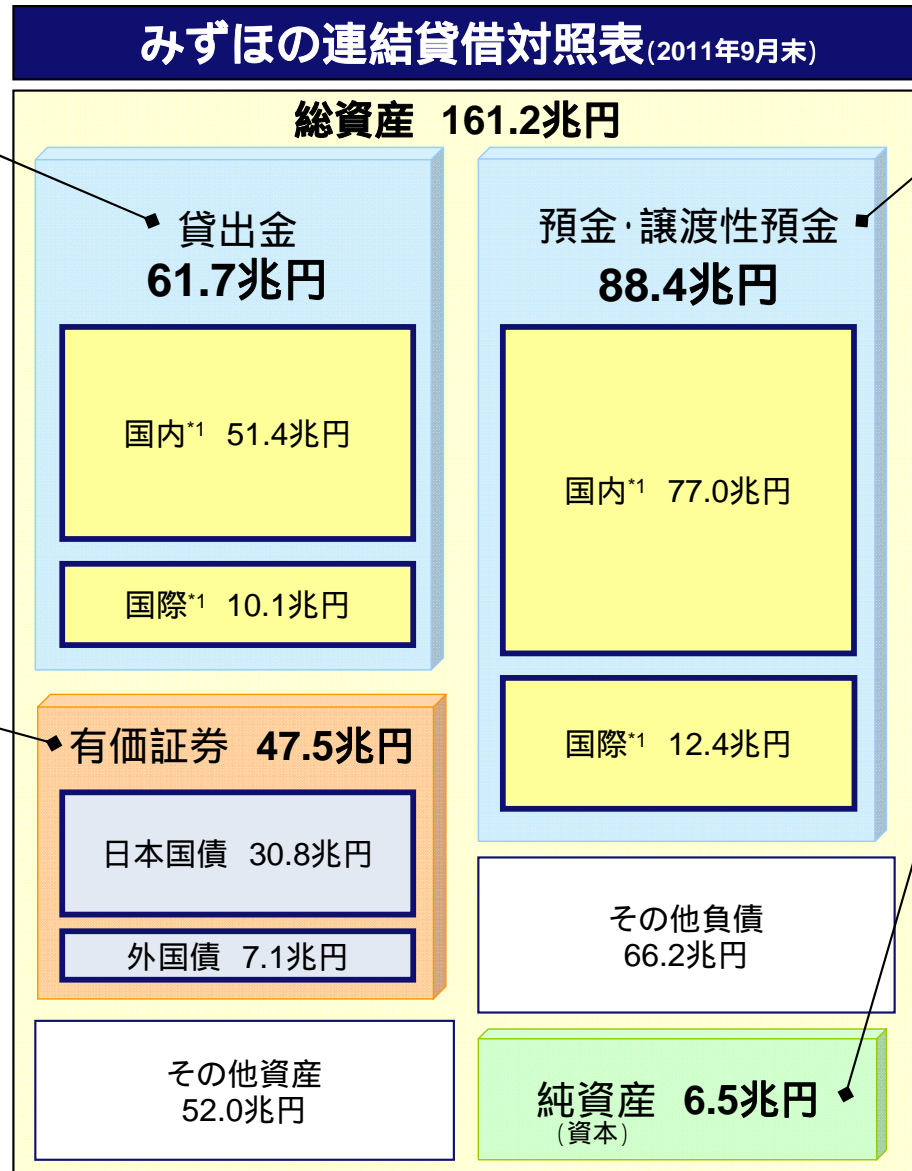 みずほの連結貸借対照表(2011年9月末)
総資産 161.2兆円
貸出金
61.7兆円
国内*1 51.4兆円
国際*1 10.1兆円
有価証券 47.5兆円
日本国債 30.8兆円
外国債 7.1兆円
その他資産
52.0兆円
預金・譲渡性預金
88.4兆円
国内*1 77.0兆円
国際*1 12.4兆円
その他負債
66.2兆円
純資産 6.5兆円
(資本)